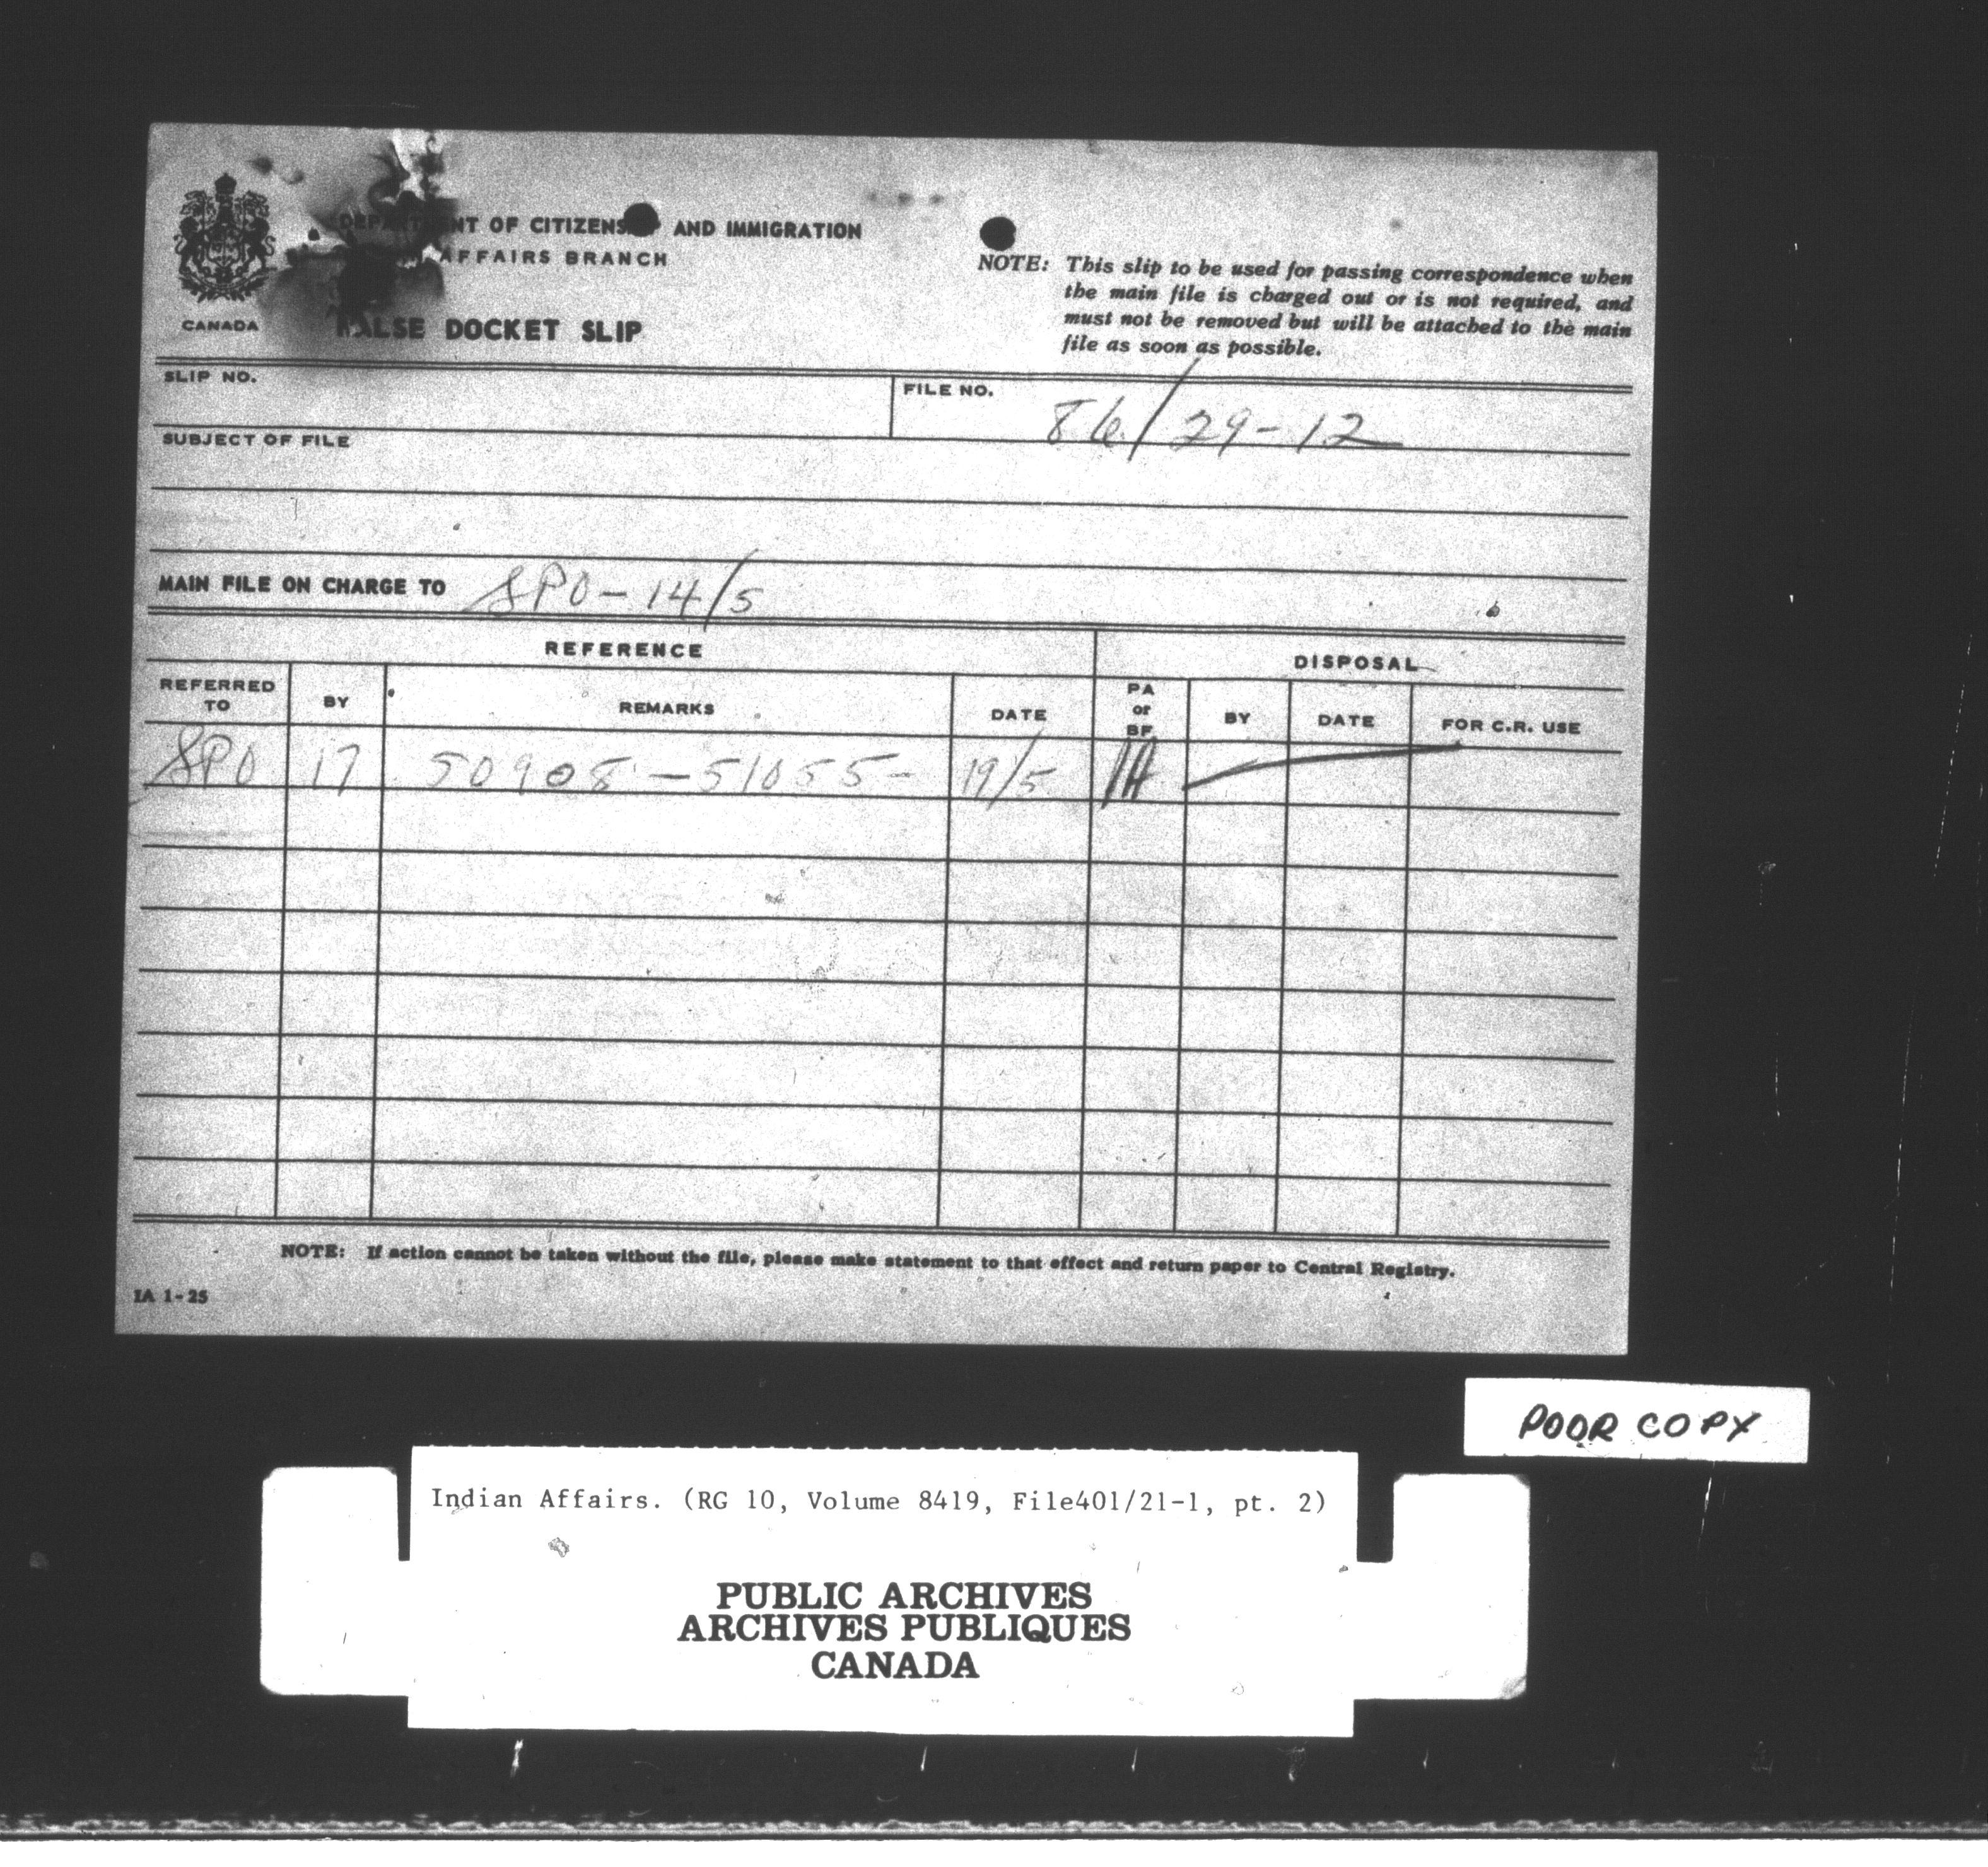 DEPARTMENT OF CITIZENS AND IMMIGRATION
AFFAIRS BRANCH
CANADA
FALSE DOCKET SLIP
NOTE: This slip to be used for passing correspondence when
the main file is charged out or is not required, and
must not be removed but will be attached to the main
file as soon as possible.
SLIP NO.
FILE NO.
86/29-12
SUBJECT OF FILE
MAIN FILE ON CHARGE TO SPO-14/5
REFERENCE DISPOSAL
REFERRED TO BY REMARKS DATE PA or BF BY DATE FOR C.R. USE
SPO 17 50908-51055- 19/5
NOTE: If action cannot be taken without the file, please make statement to that effect and return paper to Central Registry.
IA 1-25
POOR COPY
Indian Affairs. (RG 10, Volume 8419, File401/21-1, pt. 2)
PUBLIC ARCHIVES
ARCHIVES PUBLIQUES
CANADA